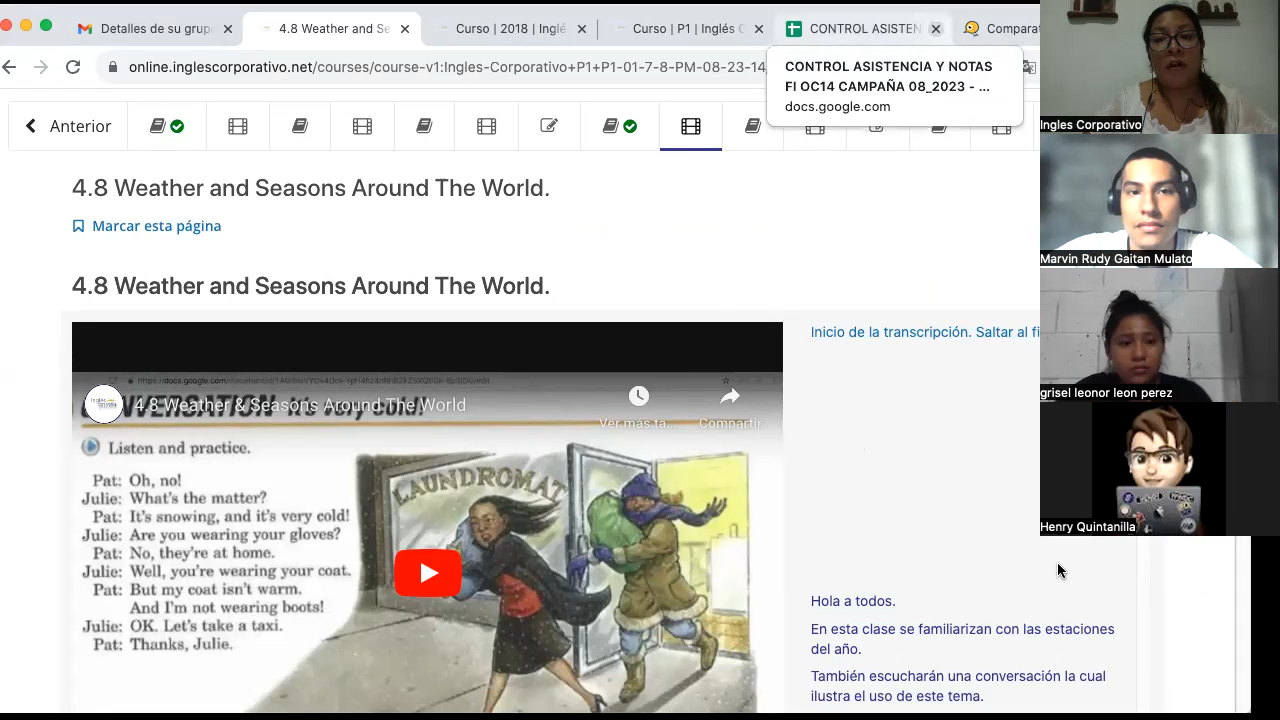 Detalles de su grup
4.8 Weather and Se
Curso | 2018 | Inglé
Curso | P1 | Inglés C
CONTROL ASISTEN
Comparat
online.inglescorporativo.net/courses/course-v1:Ingles-Corporativo+P1+P1-01-7-8-PM-08-23-14
CONTROL ASISTENCIA Y NOTAS
FI OC14 CAMPAÑA 08_2023 - ...
docs.google.com
Anterior
4.8 Weather and Seasons Around The World.
Marcar esta página
4.8 Weather and Seasons Around The World.
4.8 Weather & Seasons Around The World
Ver mas ta...
Compartir
Listen and practice.
Pat: Oh, no!
Julie: What's the matter?
Pat: It's snowing, and it's very cold!
Julie: Are you wearing your gloves?
Pat: No, they're at home.
Julie: Well, you're wearing your coat.
Pat: But my coat isn't warm.
And I'm not wearing boots!
Julie: OK. Let's take a taxi.
Pat: Thanks, Julie.
LAUNDROMAT
Inicio de la transcripción. Saltar al fi
Hola a todos.
En esta clase se familiarizan con las estaciones
del año.
También escucharán una conversación la cual
ilustra el uso de este tema.
Ingles Corporativo
Marvin Rudy Gaitan Mulato
grisel leonor leon perez
Henry Quintanilla